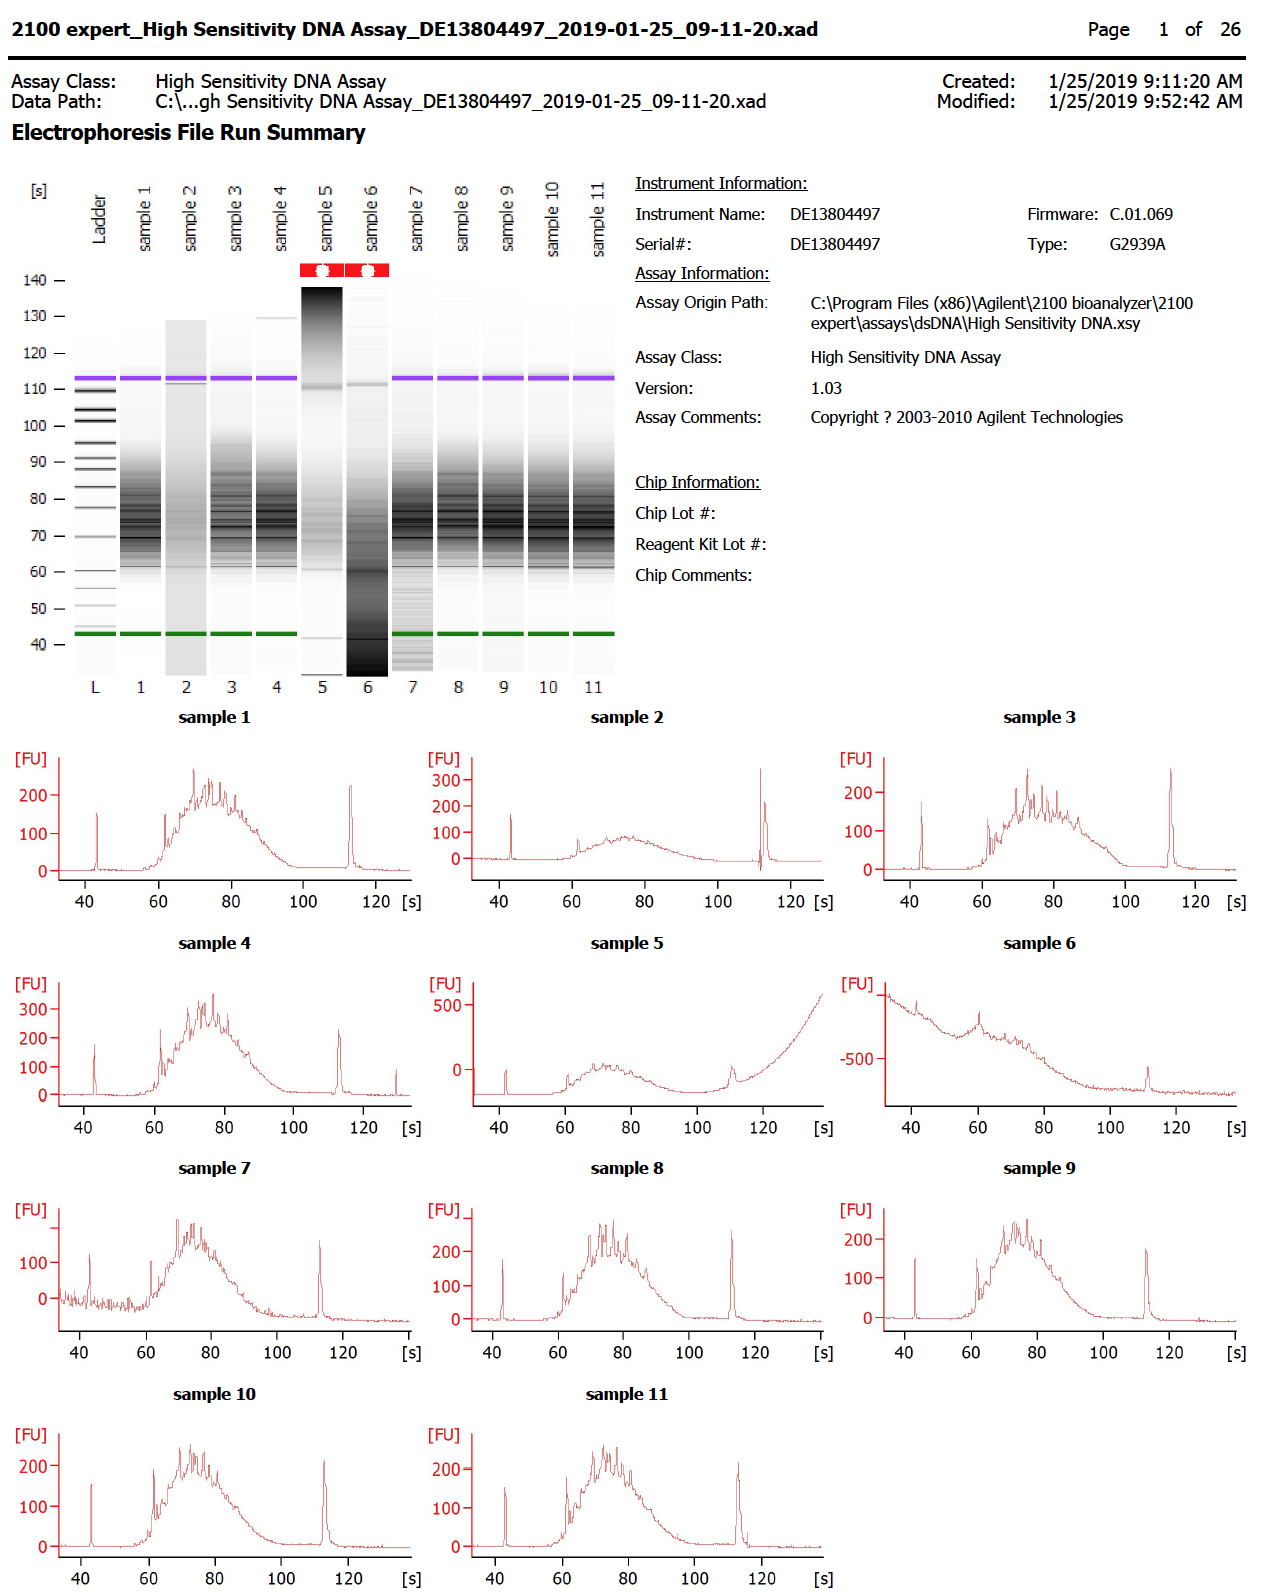 2100 expert_High Sensitivity DNA Assay_DE13804497_2019-01-25_09-11-20.xad Page 1 of 26
Assay Class: High Sensitivity DNA Assay Created: 1/25/2019 9:11:20 AM
Data Path: C:\...gh Sensitivity DNA Assay_DE13804497_2019-01-25_09-11-20.xad Modified: 1/25/2019 9:52:42 AM
Electrophoresis File Run Summary
[s] Ladder sample 1 sample 2 sample 3 sample 4 sample 5 sample 6 sample 7 sample 8 sample 9 sample 10 sample 11
140
130
120
110
100
90
80
70
60
50
40
L 1 2 3 4 5 6 7 8 9 10 11
Instrument Information:
Instrument Name: DE13804497 Firmware: C.01.069
Serial#: DE13804497 Type: G2939A
Assay Information:
Assay Origin Path: C:\Program Files (x86)\Agilent\2100 bioanalyzer\2100
expert\assays\dsDNA\High Sensitivity DNA.xsy
Assay Class: High Sensitivity DNA Assay
Version: 1.03
Assay Comments: Copyright ? 2003-2010 Agilent Technologies
Chip Information:
Chip Lot #:
Reagent Kit Lot #:
Chip Comments:
sample 1
[FU]
200
100
0
40 60 80 100 120 [s]
sample 2
[FU]
300
200
100
0
40 60 80 100 120 [s]
sample 3
[FU]
200
100
0
40 60 80 100 120 [s]
sample 4
[FU]
300
200
100
0
40 60 80 100 120 [s]
sample 5
[FU]
500
0
40 60 80 100 120 [s]
sample 6
[FU]
-500
40 60 80 100 120 [s]
sample 7
[FU]
100
0
40 60 80 100 120 [s]
sample 8
[FU]
200
100
0
40 60 80 100 120 [s]
sample 9
[FU]
200
100
0
40 60 80 100 120 [s]
sample 10
[FU]
200
100
0
40 60 80 100 120 [s]
sample 11
[FU]
200
100
0
40 60 80 100 120 [s]